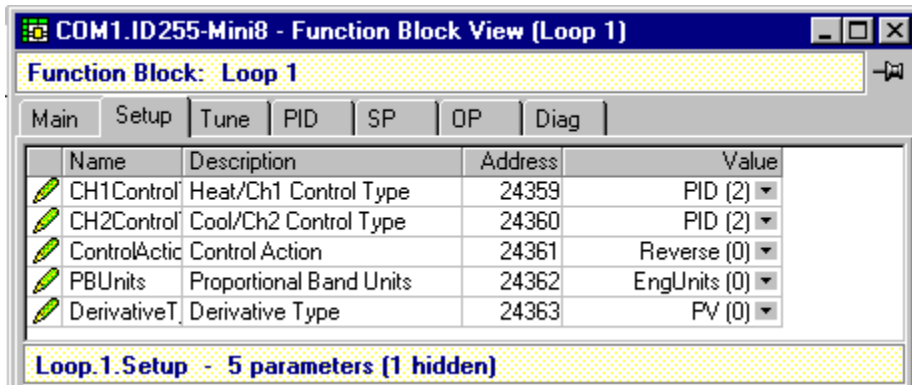 COM1.ID255-Mini8 - Function Block View (Loop 1)
Function Block: Loop 1
Main Setup Tune PID SP OP Diag
Name Description Address Value
CH1Control Heat/Ch1 Control Type 24359 PID (2)
CH2Control Cool/Ch2 Control Type 24360 PID (2)
ControlActic Control Action 24361 Reverse (0)
PBUnits Proportional Band Units 24362 EngUnits (0)
DerivativeT Derivative Type 24363 PV (0)
Loop.1.Setup - 5 parameters (1 hidden)